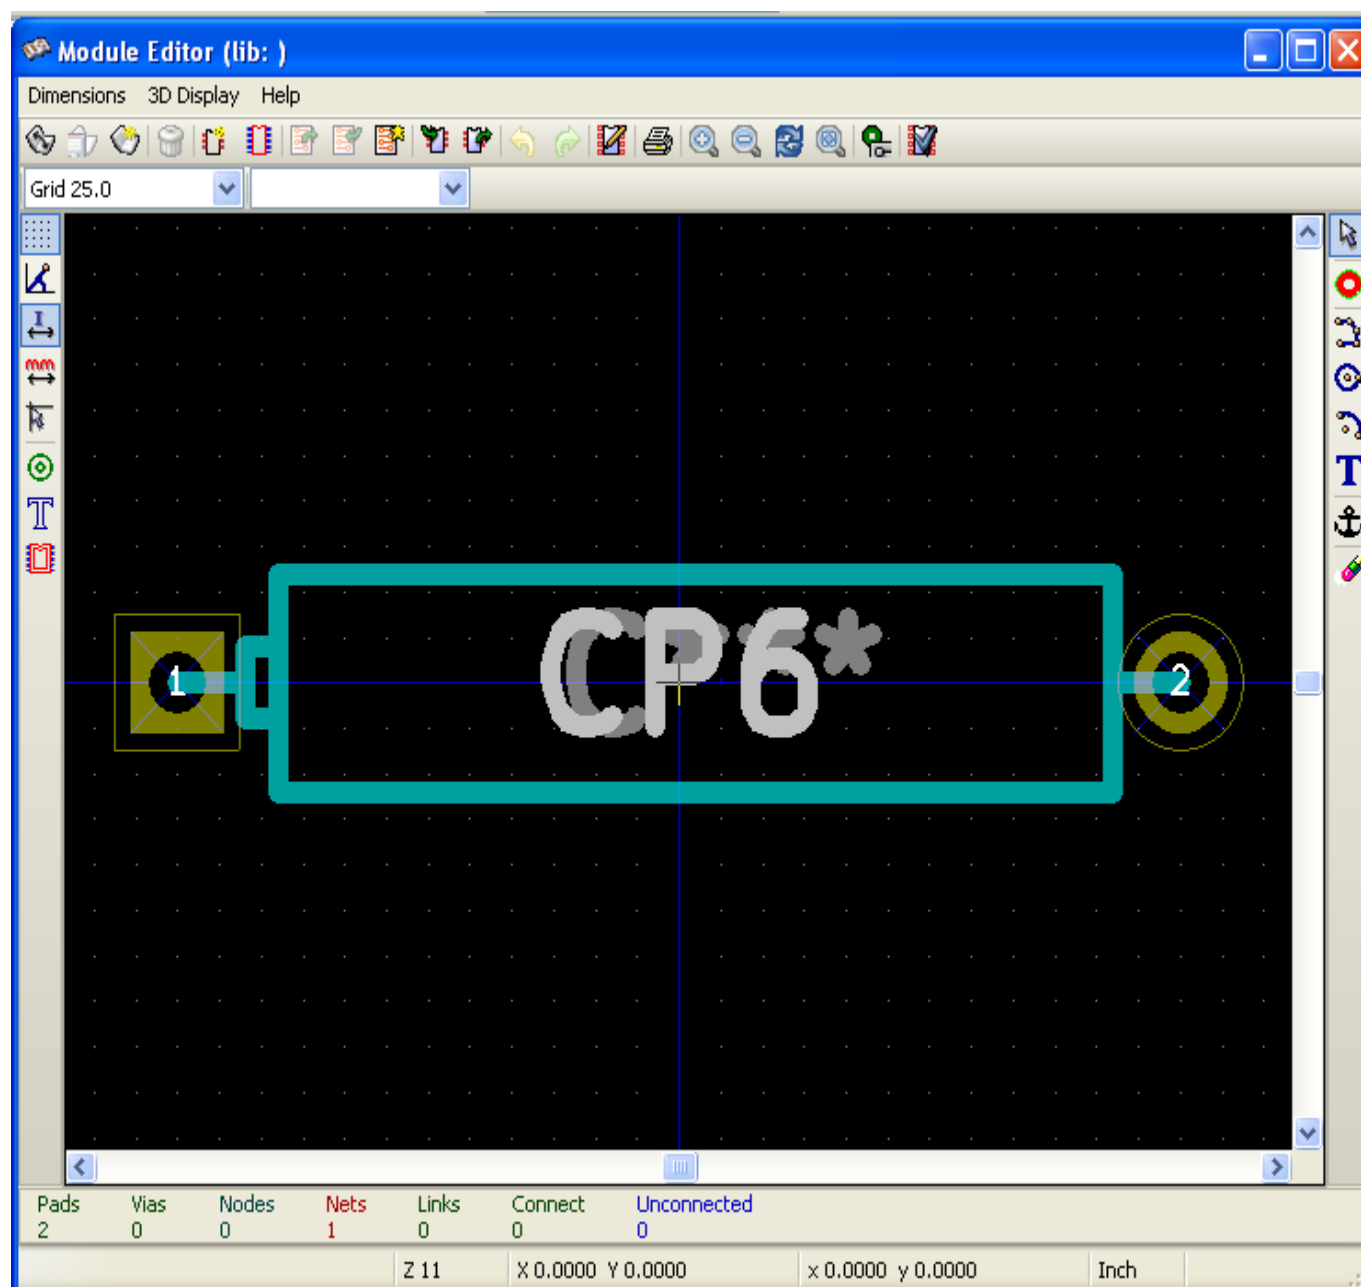 Module Editor (lib: )
Dimensions 3D Display Help
Grid 25.0
I
mm
T
T
1 CP6* 2
Pads Vias Nodes Nets Links Connect Unconnected
2 0 0 1 0 0 0
Z 11 X 0.0000 Y 0.0000 x 0.0000 y 0.0000 Inch